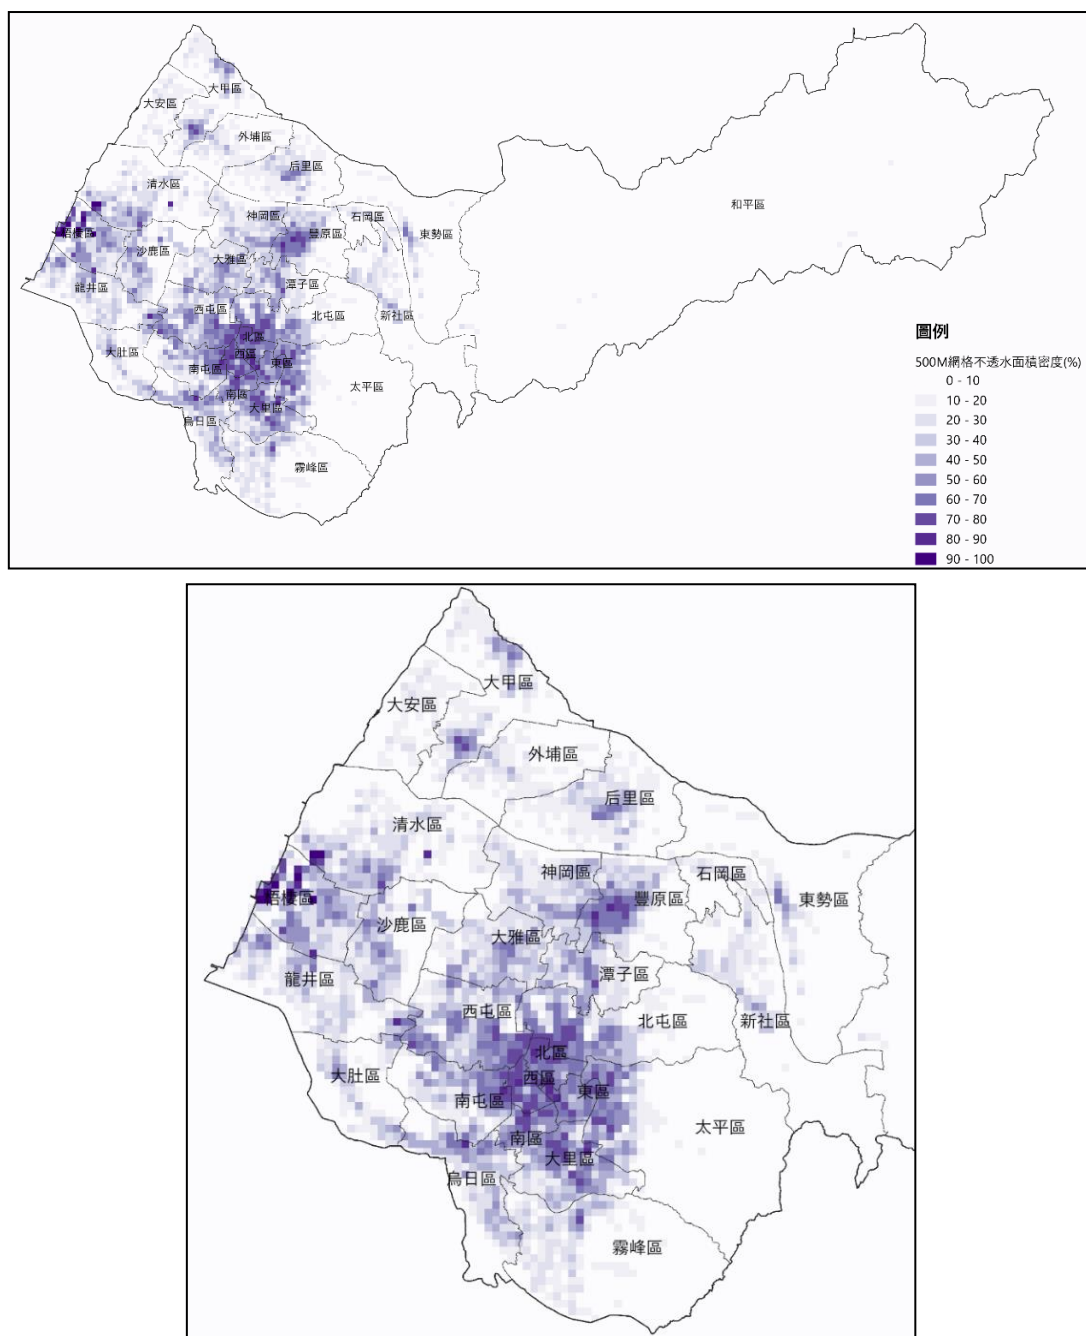 大甲區
大安區
外埔區
后里區
清水區
神岡區
石岡區
和平區
梧棲區
豐原區
東勢區
沙鹿區
大雅區
龍井區
潭子區
西屯區
北屯區
新社區
北區
大肚區
西區
東區
南屯區
太平區
南區
大里區
烏日區
霧峰區
圖例
500M網格不透水面積密度(%)
0 - 10
10 - 20
20 - 30
30 - 40
40 - 50
50 - 60
60 - 70
70 - 80
80 - 90
90 - 100
大甲區
大安區
外埔區
后里區
清水區
神岡區
石岡區
梧棲區
豐原區
東勢區
沙鹿區
大雅區
龍井區
潭子區
西屯區
北屯區
新社區
北區
大肚區
西區
東區
南屯區
太平區
南區
大里區
烏日區
霧峰區